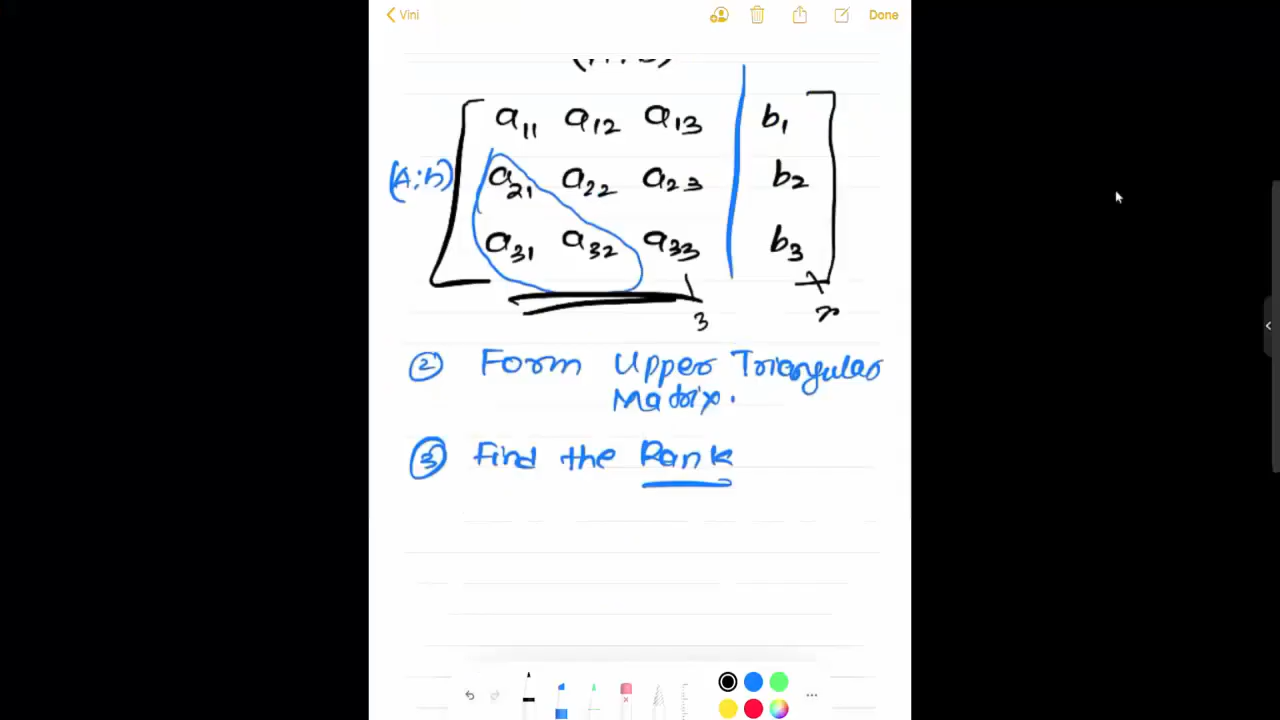 Vini
Done
a11 a12 a13 b1
(A:b) a21 a22 a23 b2
a31 a32 a33 b3
3
② Form Upper Triangular
Matrix.
③ Find the Rank